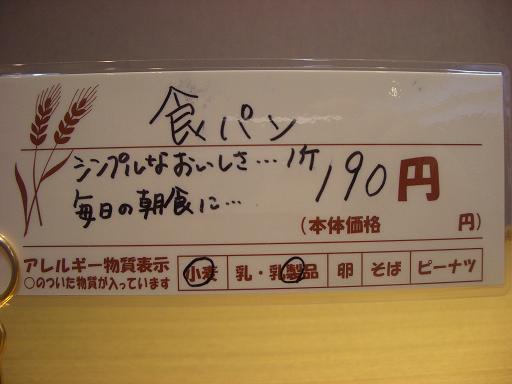 食パン
シンプルなおいしさ… 1ケ 190円
毎日の朝食に…
(本体価格 円)
アレルギー物質表示 小麦 乳・乳製品 卵 そば ピーナツ
○のついた物質が入っています